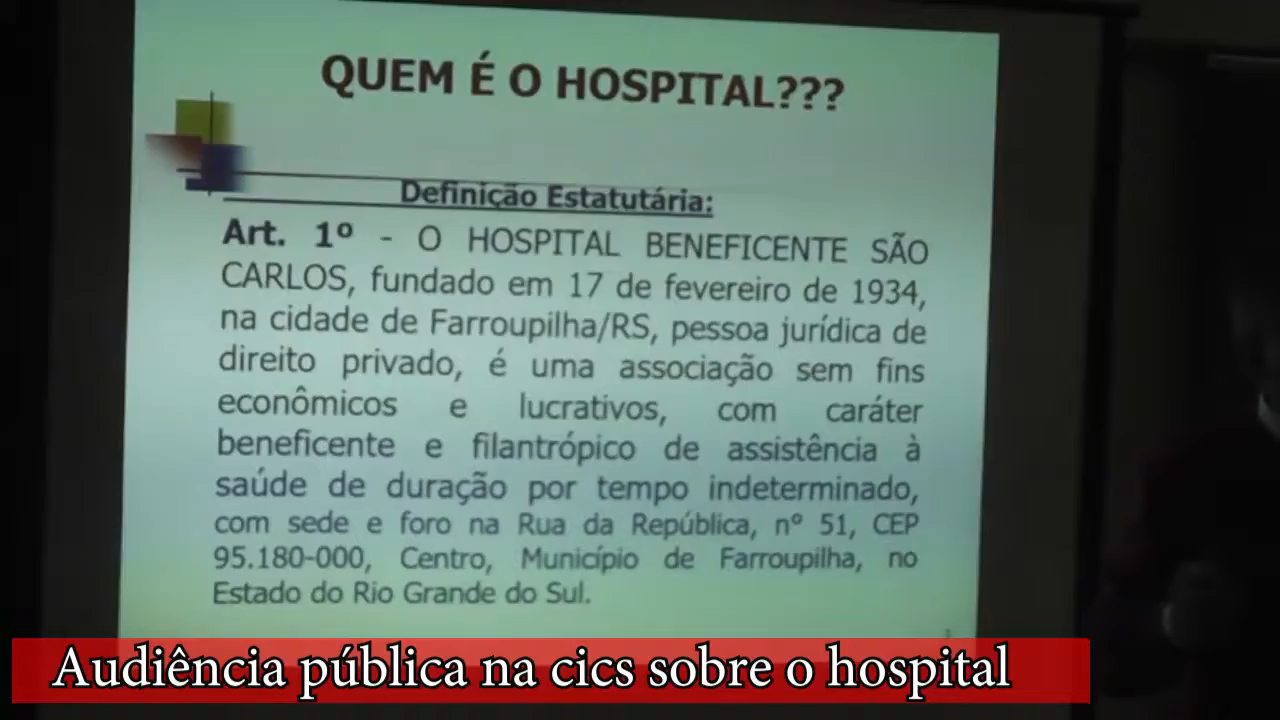 QUEM É O HOSPITAL???
Definição Estatutária:
Art. 1º - O HOSPITAL BENEFICENTE SÃO
CARLOS, fundado em 17 de fevereiro de 1934,
na cidade de Farroupilha/RS, pessoa jurídica de
direito privado, é uma associação sem fins
econômicos e lucrativos, com caráter
beneficente e filantrópico de assistência à
saúde de duração por tempo indeterminado,
com sede e foro na Rua da República, nº 51, CEP
95.180-000, Centro, Município de Farroupilha, no
Estado do Rio Grande do Sul.
Audiência pública na cics sobre o hospital